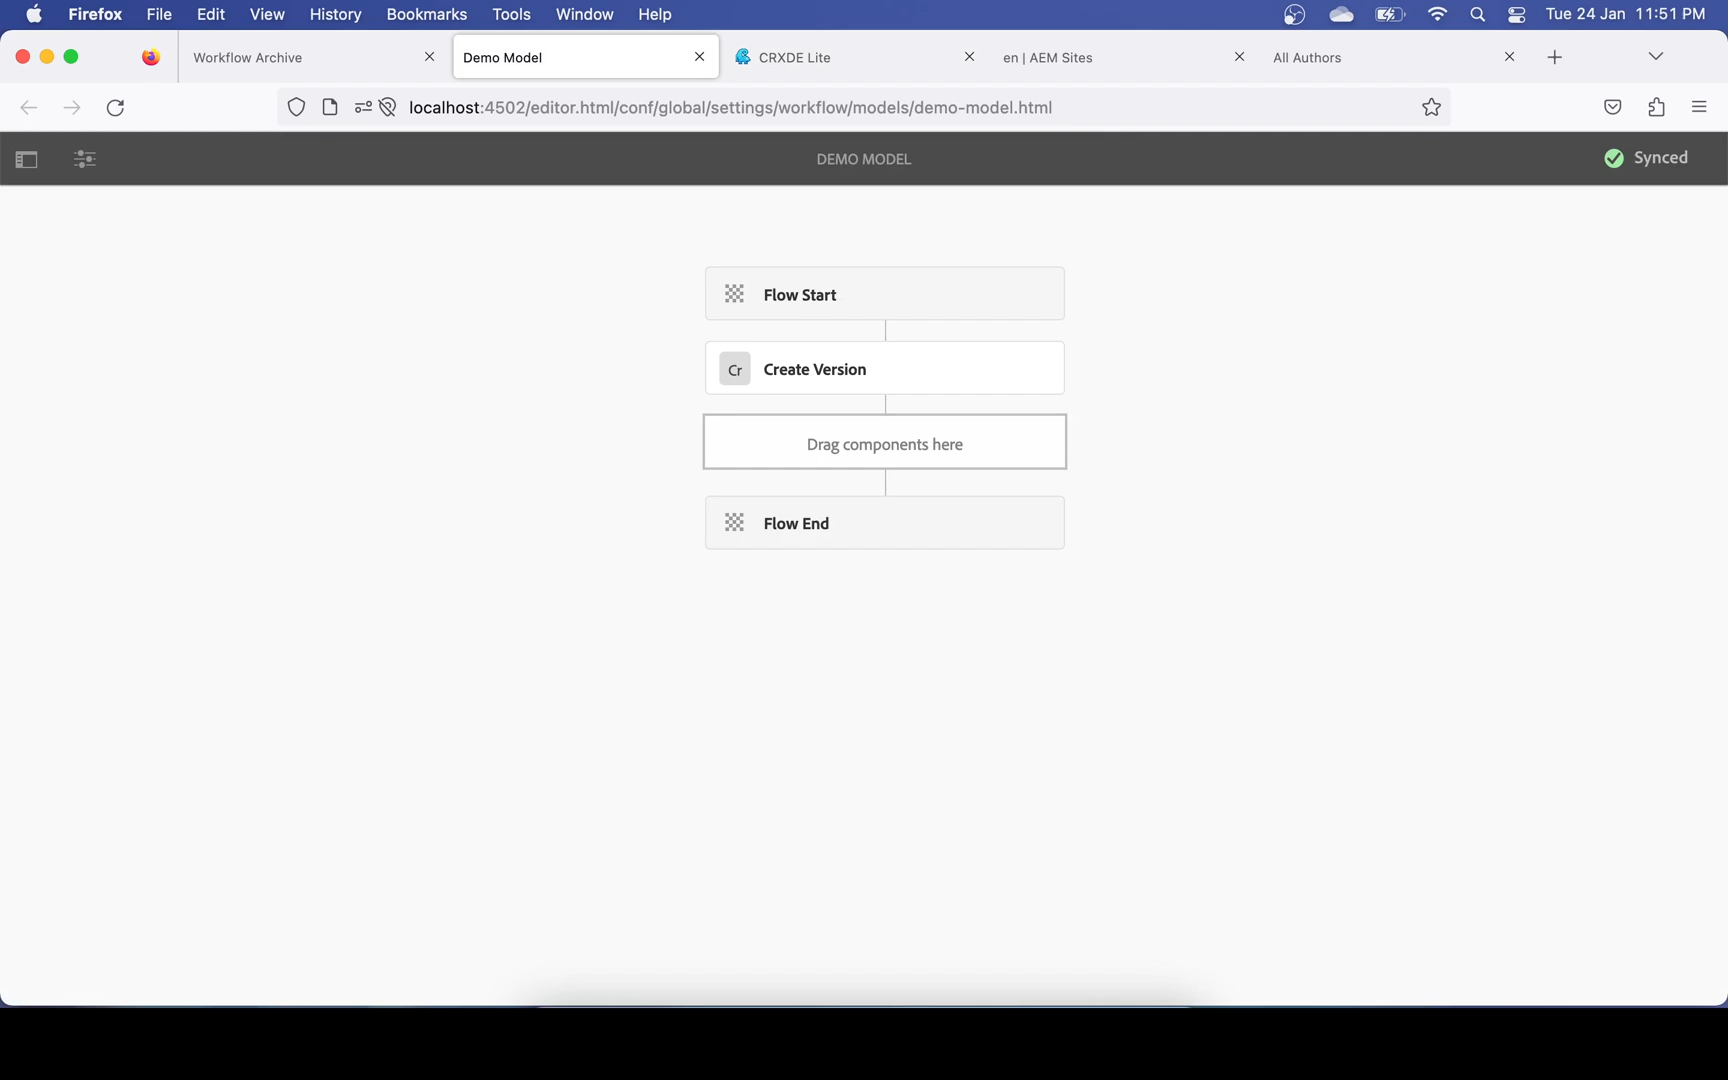 Firefox File Edit View History Bookmarks Tools Window Help Tue 24 Jan 11:51 PM
Workflow Archive Demo Model CRXDE Lite en | AEM Sites All Authors
localhost:4502/editor.html/conf/global/settings/workflow/models/demo-model.html
DEMO MODEL Synced
Flow Start
Cr Create Version
Drag components here
Flow End